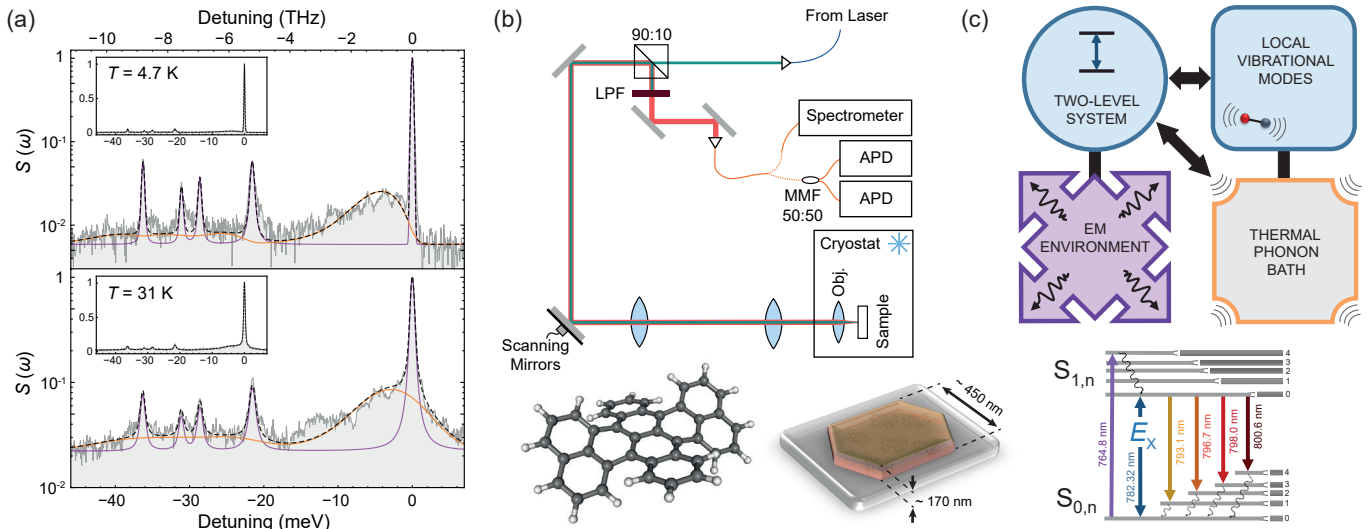 (a)
Detuning (THz)
-10 -8 -6 -4 -2 0
1
10⁻¹
10⁻²
S (ω)
T = 4.7 K
1
0.5
0
-40 -30 -20 -10 0
1
10⁻¹
10⁻²
S (ω)
T = 31 K
1
0.5
0
-40 -30 -20 -10 0
-40 -20 0
Detuning (meV)
(b)
From Laser
90:10
LPF
Spectrometer
APD
APD
MMF
50:50
Cryostat
Obj.
Sample
Scanning
Mirrors
~ 450 nm
~ 170 nm
(c)
TWO-LEVEL
SYSTEM
LOCAL
VIBRATIONAL
MODES
EM
ENVIRONMENT
THERMAL
PHONON
BATH
S1,n
4
3
2
1
0
764.8 nm
EX
782.32 nm
793.1 nm
796.7 nm
798.0 nm
800.6 nm
S0,n
4
3
2
1
0